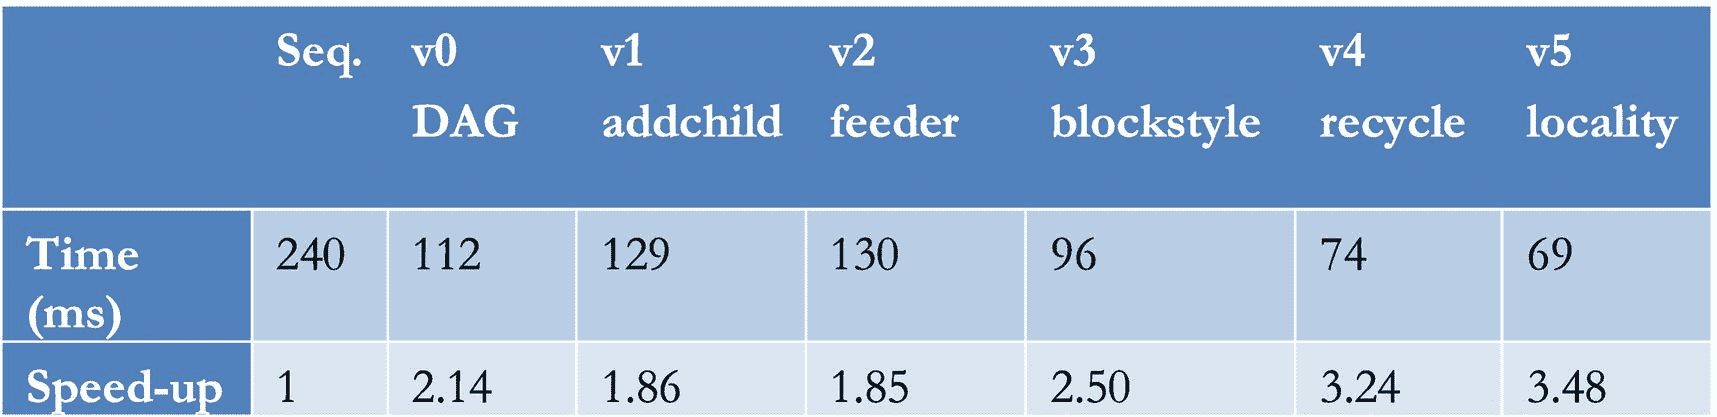 Seq. v0 v1 v2 v3 v4 v5
DAG addchild feeder blockstyle recycle locality
Time 240 112 129 130 96 74 69
(ms)
Speed-up 1 2.14 1.86 1.85 2.50 3.24 3.48